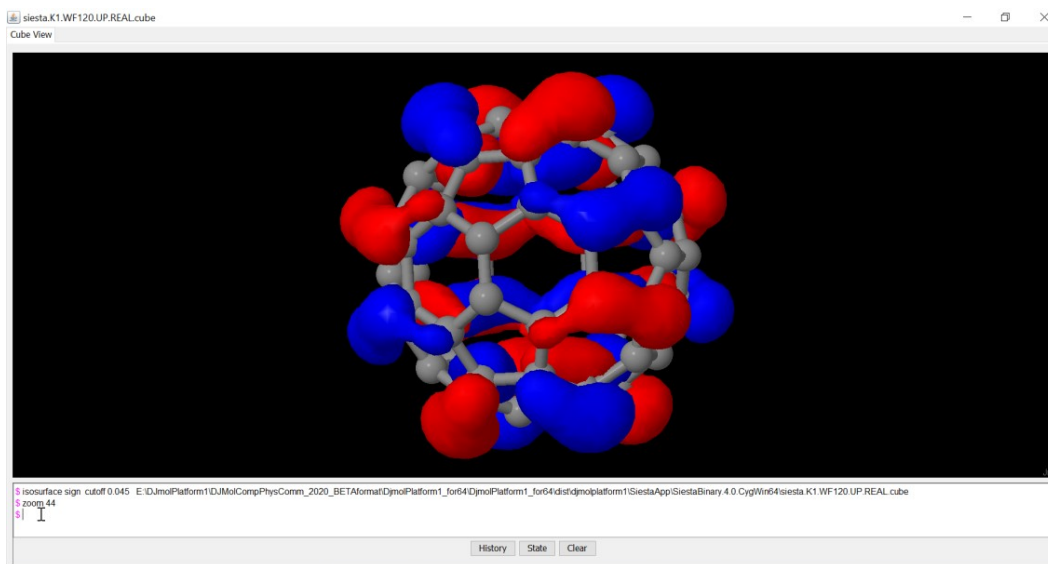 siesta.K1.WF120.UP.REAL.cube
Cube View
$ isosurface sign cutoff 0.045 E:\DJmolPlatform1\DJMolCompPhysComm_2020_BETAformat\DjmolPlatform1_for64\DjmolPlatform1_for64\dist\djmolplatform1\SiestaApp\SiestaBinary.4.0.CygWin64\siesta.K1.WF120.UP.REAL.cube
$ zoom 44
$
History State Clear